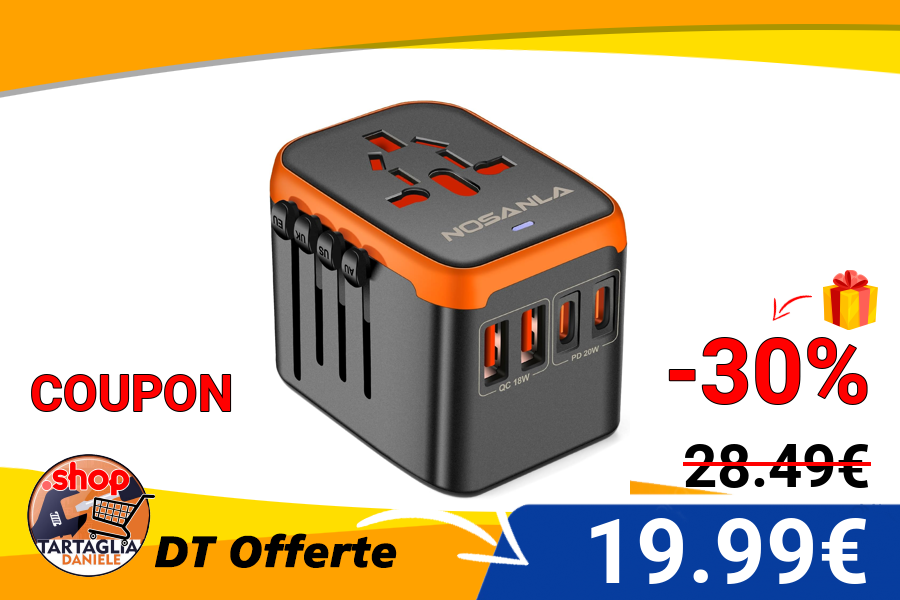 NOSANLA
EU
UK
US
AU
QC 18W
PD 20W
-30%
COUPON
28.49€
.shop
TARTAGLIA
DANIELE
DT Offerte
19.99€